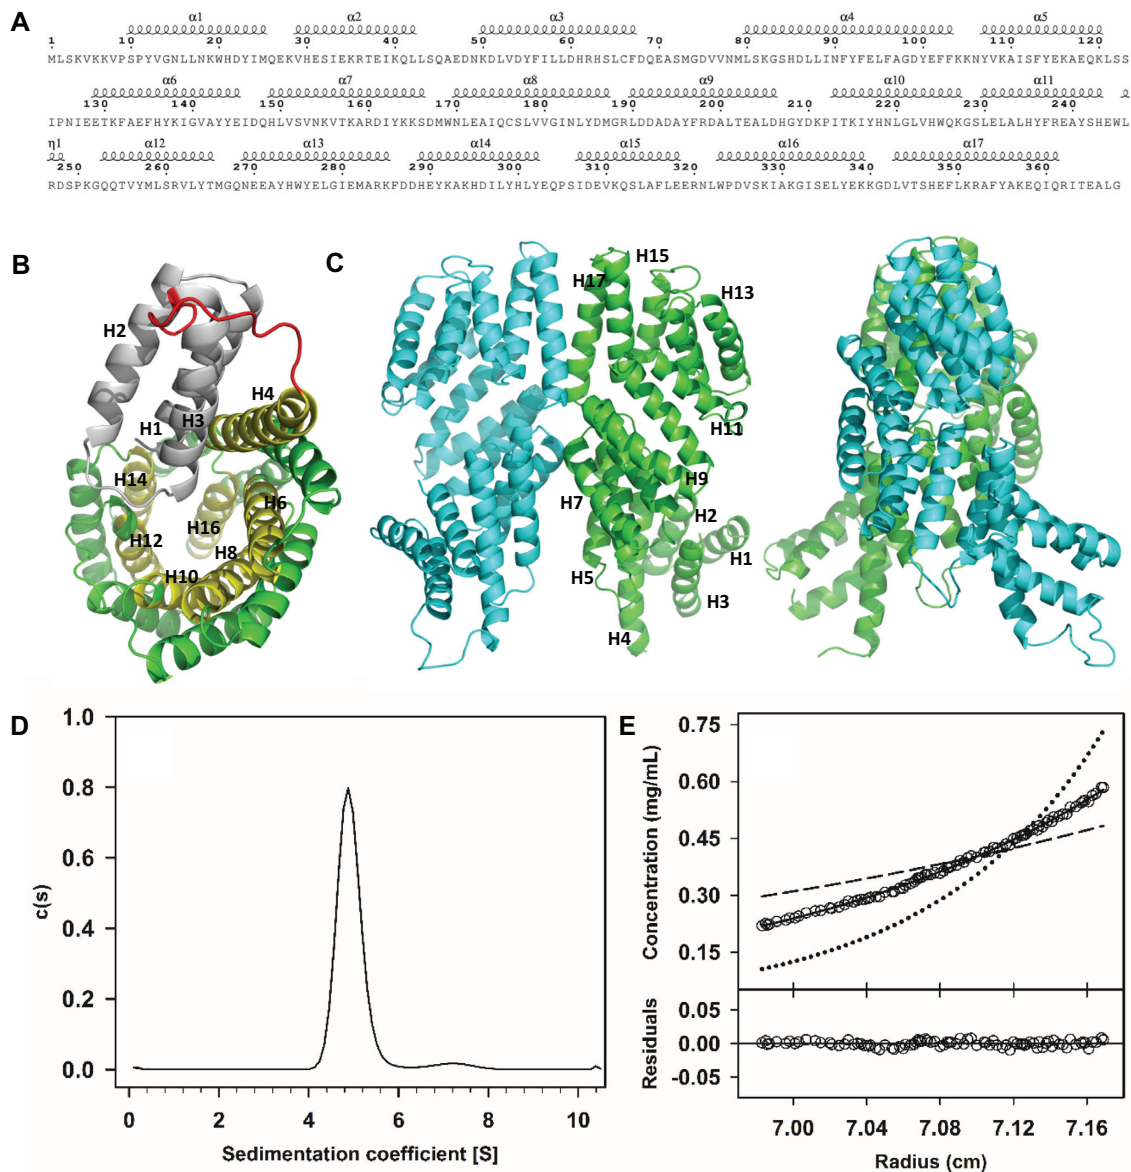 A
α1 α2 α3 α4 α5
1 10 20 30 40 50 60 70 80 90 100 110 120
MLSKVKKVPSPYVGNLLNKWHDYIMQEKVHESIEKRTEIKQLLSQAEDNKDLVDYFILLDHRHSLCFDQEASMGDVVNMLSKGSHDLLINFYFELFAGDYEFFKKNYVKAISFYEKAEQKLSS
α6 α7 α8 α9 α10 α11
130 140 150 160 170 180 190 200 210 220 230 240
IPNIEETKFAEFHYKIGVAYYEIDQHLVSVNKVTKARDIYKKSDMWNLEAIQCSLVVGINLYDMGRLDDADAYFRDALTEALDHGYDKPITKIYHNLGLVHWQKGSLELALHYFREAYSHEWL
η1 α12 α13 α14 α15 α16 α17
250 260 270 280 290 300 310 320 330 340 350 360
RDSPKGQQTVYMLSRVLYTMGQNEEAYHWYELGIEMARKFDDHEYKAKHDILYHLYEQPSIDEVKQSLAFLEERNLWPDVSKIAKGISELYEKKGDLVTSHEFLKRAFYAKEQIQRITEALG
B
H2
H4
H1
H3
H14
H6
H16
H12
H8
H10
C
H15
H17
H13
H11
H9
H7
H2
H1
H5
H3
H4
D
1.0
0.8
0.6
0.4
0.2
0.0
c(s)
0 2 4 6 8 10
Sedimentation coefficient [S]
E
0.75
0.60
0.45
0.30
0.15
Concentration (mg/mL)
0.05
0.00
-0.05
Residuals
7.00 7.04 7.08 7.12 7.16
Radius (cm)